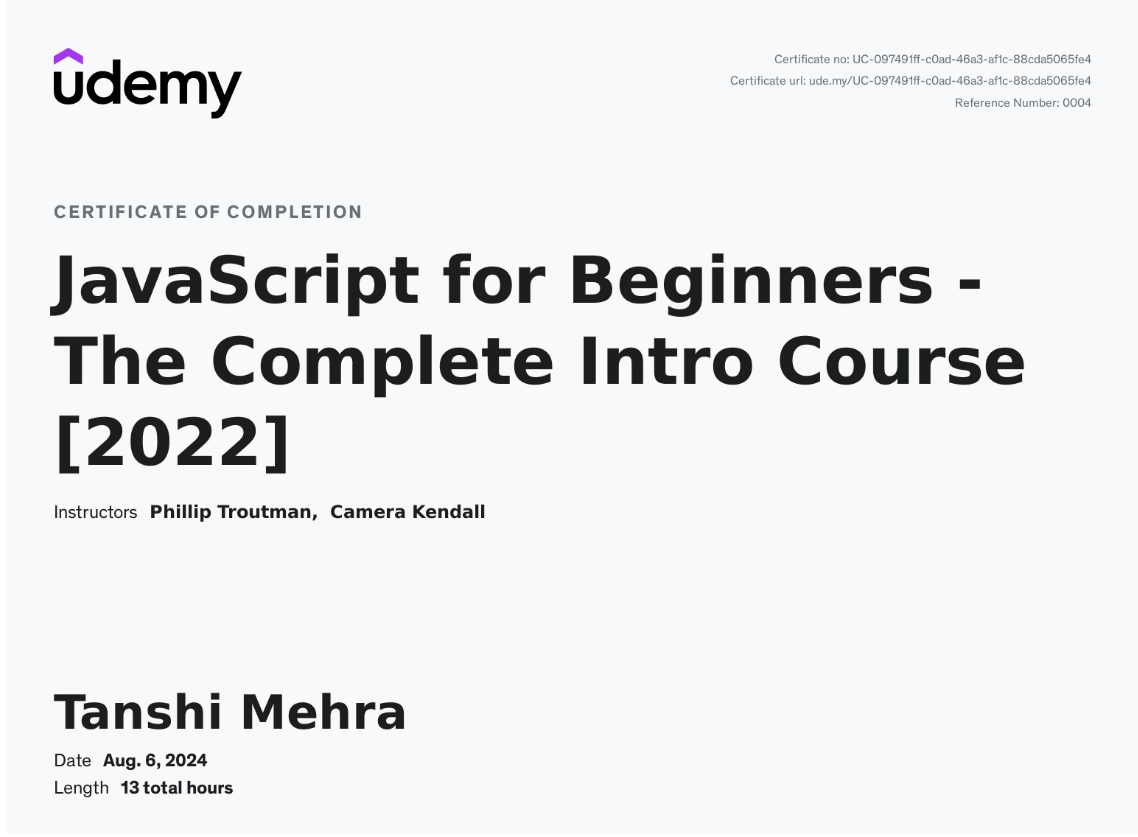 udemy
Certificate no: UC-097491ff-c0ad-46a3-af1c-88cda5065fe4
Certificate url: ude.my/UC-097491ff-c0ad-46a3-af1c-88cda5065fe4
Reference Number: 0004
CERTIFICATE OF COMPLETION
JavaScript for Beginners -
The Complete Intro Course
[2022]
Instructors Phillip Troutman, Camera Kendall
Tanshi Mehra
Date Aug. 6, 2024
Length 13 total hours